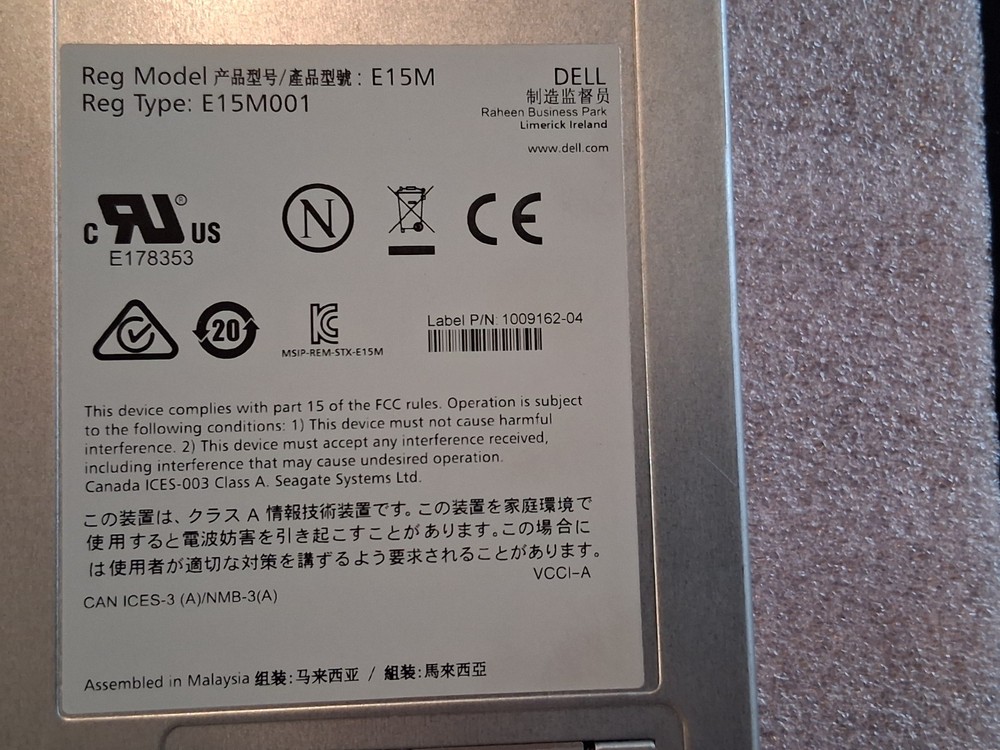 Reg Model 产品型号/產品型號: E15M
Reg Type: E15M001
DELL
制造监督员
Raheen Business Park
Limerick Ireland
www.dell.com
C RU ® US
E178353
N
CE
20
KC
MSIP-REM-STX-E15M
Label P/N: 1009162-04
This device complies with part 15 of the FCC rules. Operation is subject
to the following conditions: 1) This device must not cause harmful
interference. 2) This device must accept any interference received,
including interference that may cause undesired operation.
Canada ICES-003 Class A. Seagate Systems Ltd.
この装置は、クラス A 情報技術装置です。この装置を家庭環境で
使用すると電波妨害を引き起こすことがあります。この場合に
は使用者が適切な対策を講ずるよう要求されることがあります。
VCCI-A
CAN ICES-3 (A)/NMB-3(A)
Assembled in Malaysia 组装:马来西亚 / 組裝:馬來西亞